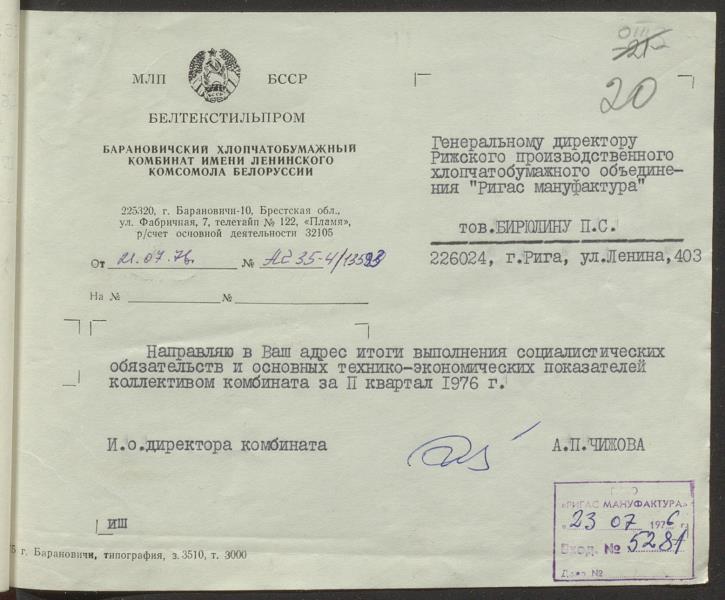 21
20
МЛП БССР
БЕЛТЕКСТИЛЬПРОМ
БАРАНОВИЧСКИЙ ХЛОПЧАТОБУМАЖНЫЙ
КОМБИНАТ ИМЕНИ ЛЕНИНСКОГО
КОМСОМОЛА БЕЛОРУССИИ
225320, г. Барановичи-10, Брестская обл.,
ул. Фабричная, 7, телетайп № 122, «Пламя»,
р/счет основной деятельности 32105
От 21.07.76. №
На № №
Генеральному директору
Рижского производственного
хлопчатобумажного объедине-
ния "Ригас мануфактура"
тов.БИРЮЛИНУ П.С.
226024, г.Рига, ул.Ленина,403
Направляю в Ваш адрес итоги выполнения социалистических
обязательств и основных технико-экономических показателей
коллективом комбината за II квартал 1976 г.
И.о.директора комбината А.П.ЧИЖОВА
иш
г. Барановичи, типография, з. 3510, т. 3000
«РИГАС МАНУФАКТУРА»
23 07 1976 г.
Вход. № 5281